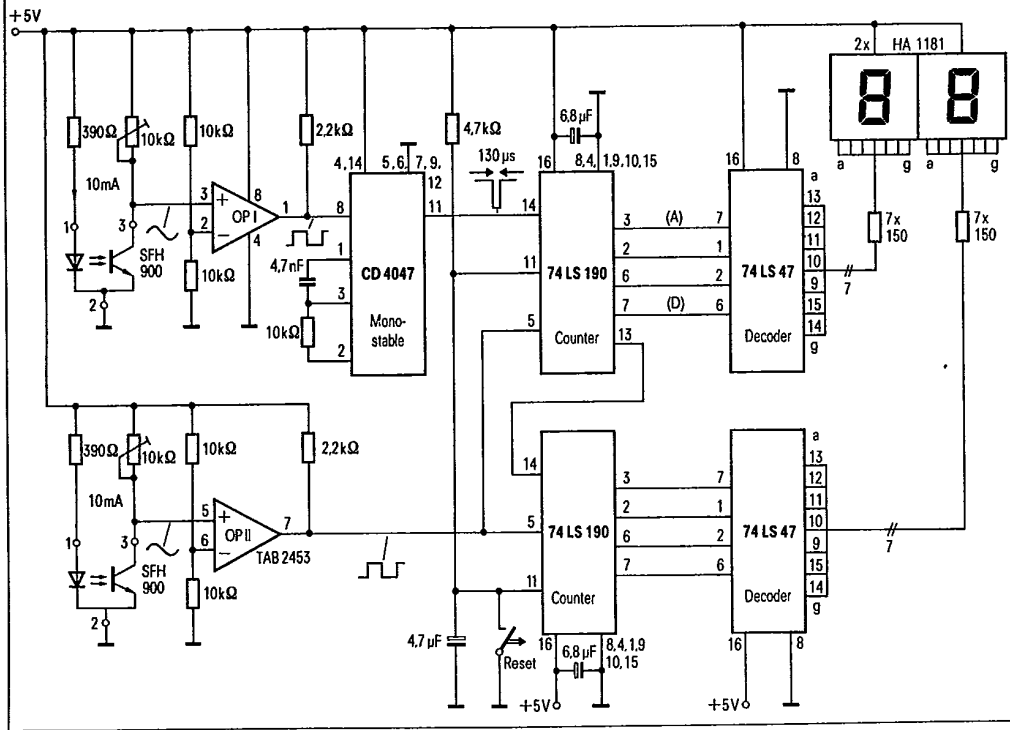 +5V
2x HA 1181
390Ω
10kΩ
10kΩ
2,2kΩ
4,7kΩ
6,8µF
10mA
4,14
5,6,
7,9,
12
130µs
16
8,4,
1,9,10,15
16
8
a
g
a
g
3
+
8
OP I
1
8
11
14
3
(A)
7
a
13
12
11
10
9
15
14
g
7x
150
7x
150
1
3
SFH
900
2
−
4
10kΩ
2
1
4,7nF
CD 4047
3
10kΩ
2
Mono-
stable
11
74 LS 190
2
1
6
2
7
(D)
6
5
Counter
13
74 LS 47
Decoder
7
390Ω
10kΩ
10kΩ
2,2kΩ
10mA
5
+
OP II
7
TAB 2453
1
3
SFH
900
6
−
10kΩ
2
14
3
7
2
1
5
74 LS 190
6
2
7
6
11
Counter
74 LS 47
Decoder
a
13
12
11
10
9
15
14
g
7
4,7 µF
Reset
16
6,8 µF
8,4,1,9
10,15
+5V
16
8
+5V